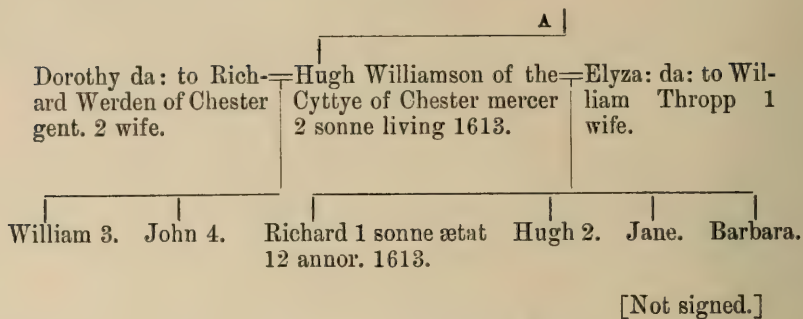 A
Dorothy da: to Rich-
ard Werden of Chester
gent. 2 wife.
Hugh Williamson of the
Cyttye of Chester mercer
2 sonne living 1613.
Elyza: da: to Wil-
liam Thropp 1
wife.
William 3.
John 4.
Richard 1 sonne ætat
12 annor. 1613.
Hugh 2.
Jane.
Barbara.
[Not signed.]